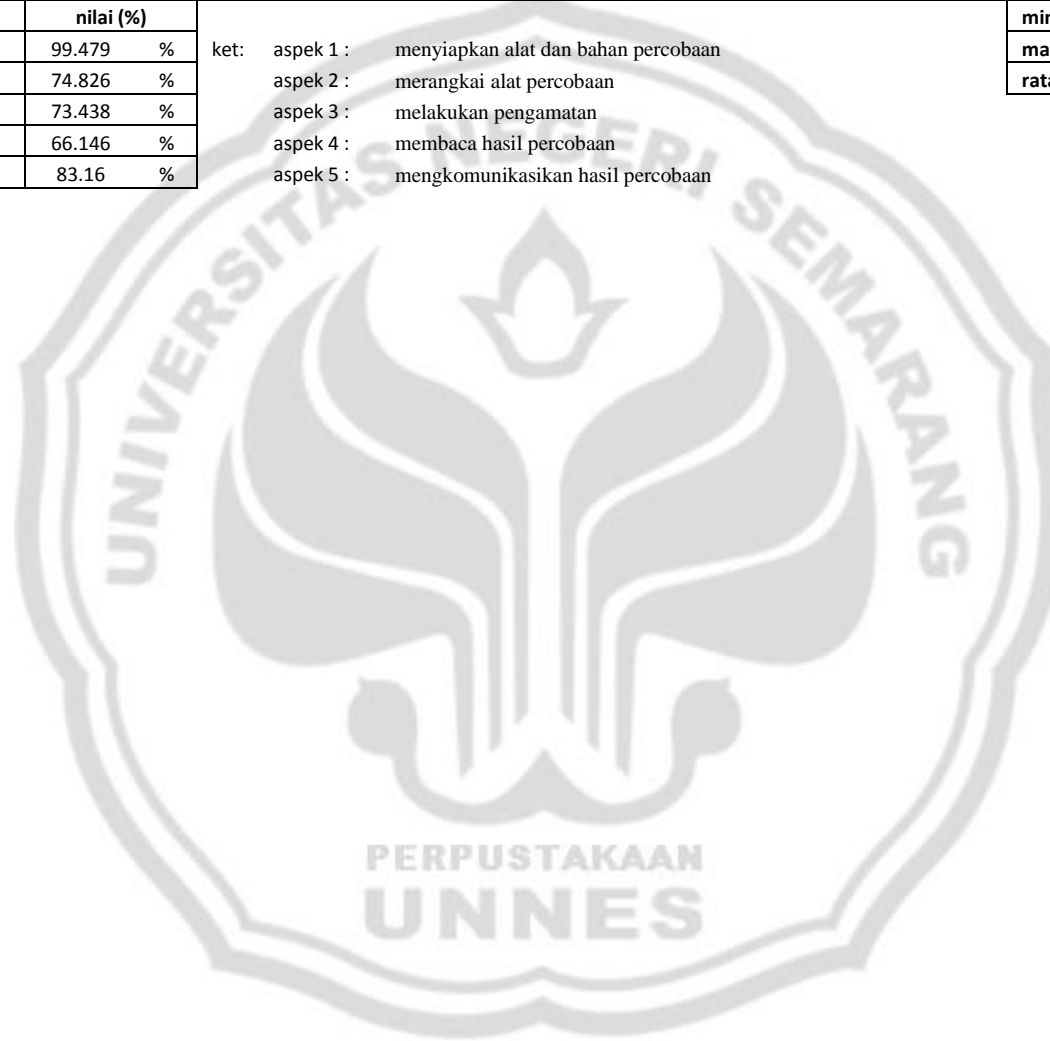 nilai (%)
99.479 % ket: aspek 1 : menyiapkan alat dan bahan percobaan
74.826 % aspek 2 : merangkai alat percobaan
73.438 % aspek 3 : melakukan pengamatan
66.146 % aspek 4 : membaca hasil percobaan
83.16 % aspek 5 : mengkomunikasikan hasil percobaan
UNIVERSITAS NEGERI SEMARANG
PERPUSTAKAAN
UNNES